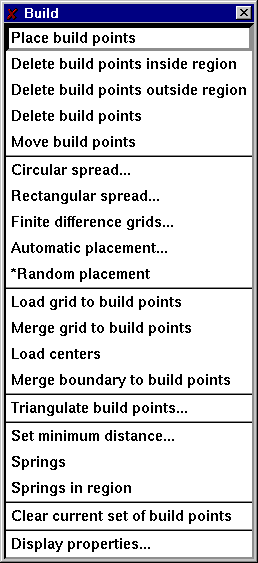 Build
Place build points
Delete build points inside region
Delete build points outside region
Delete build points
Move build points
Circular spread...
Rectangular spread...
Finite difference grids...
Automatic placement...
*Random placement
Load grid to build points
Merge grid to build points
Load centers
Merge boundary to build points
Triangulate build points...
Set minimum distance...
Springs
Springs in region
Clear current set of build points
Display properties...